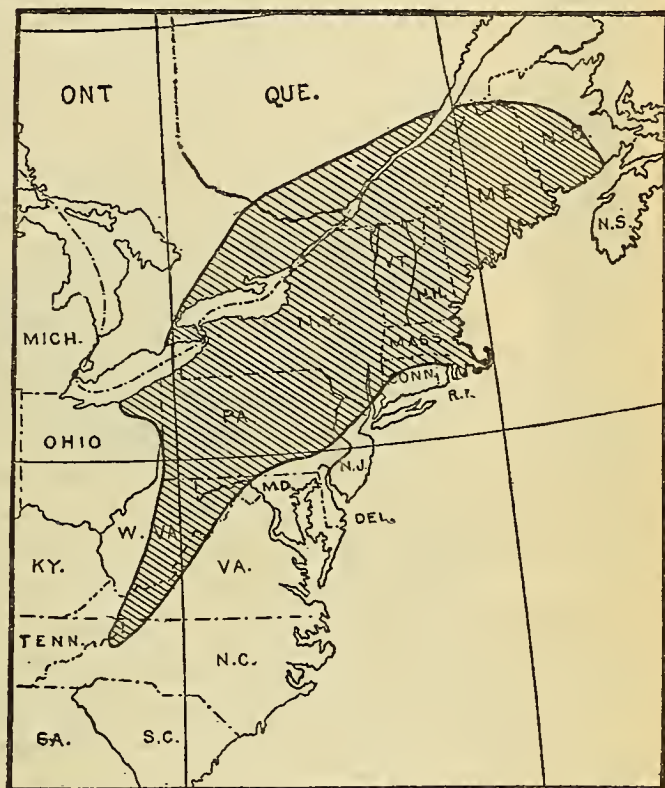 ONT
QUE.
N.B.
ME
N.S.
VT.
N.H.
MICH.
N.Y.
MASS
CONN,
R.I.
PA
OHIO
N.J.
MD.
DEL.
W. VA
KY.
VA.
TENN.
N.C.
GA.
S.C.